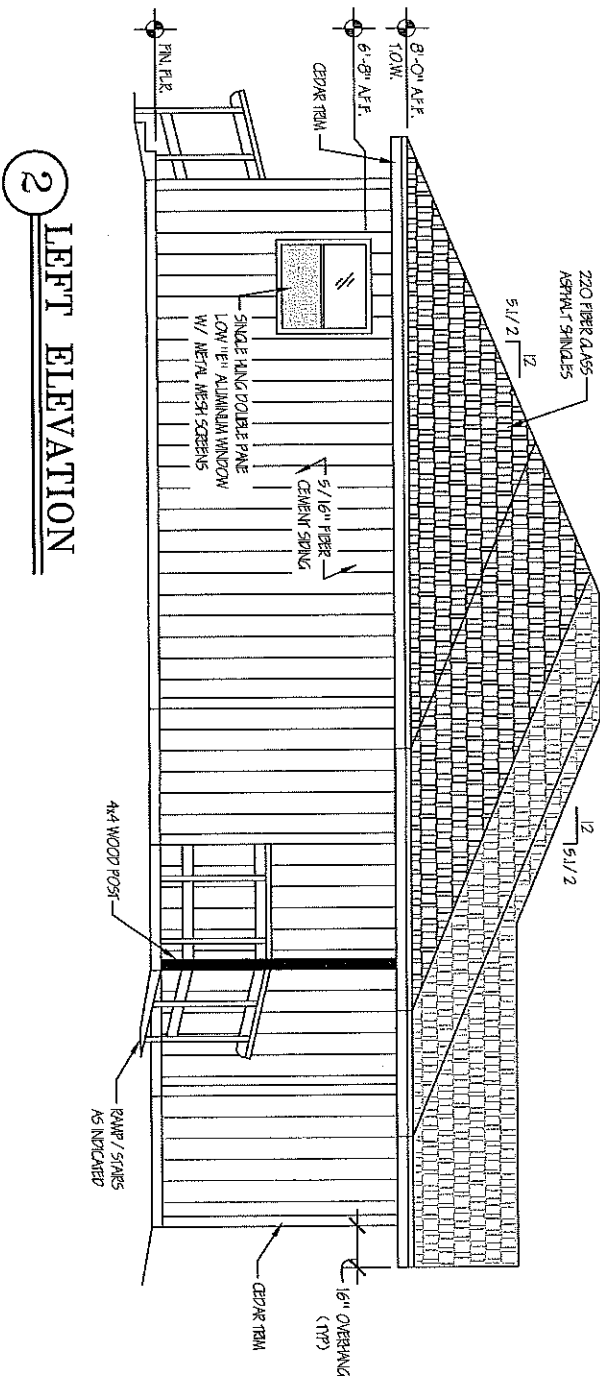 220 FIBER GLASS
ASPHALT SHINGLES
12
5.1/2
12
5.1/2
8'-0" A.F.F.
T.O.W.
6'-8" A.F.F.
CEDAR TRIM
FIN. FLR.
SINGLE HUNG DOUBLE PANE
LOW "E" ALUMINUM WINDOW
W/ METAL MESH SCREENS
5/16" FIBER
CEMENT SIDING
4x4 WOOD POST
RAMP / STAIRS
AS INDICATED
CEDAR TRIM
16" OVERHANG
(TYP)
2
LEFT ELEVATION